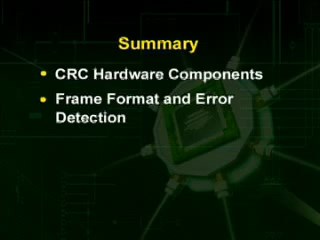 Summary
• CRC Hardware Components
• Frame Format and Error
Detection